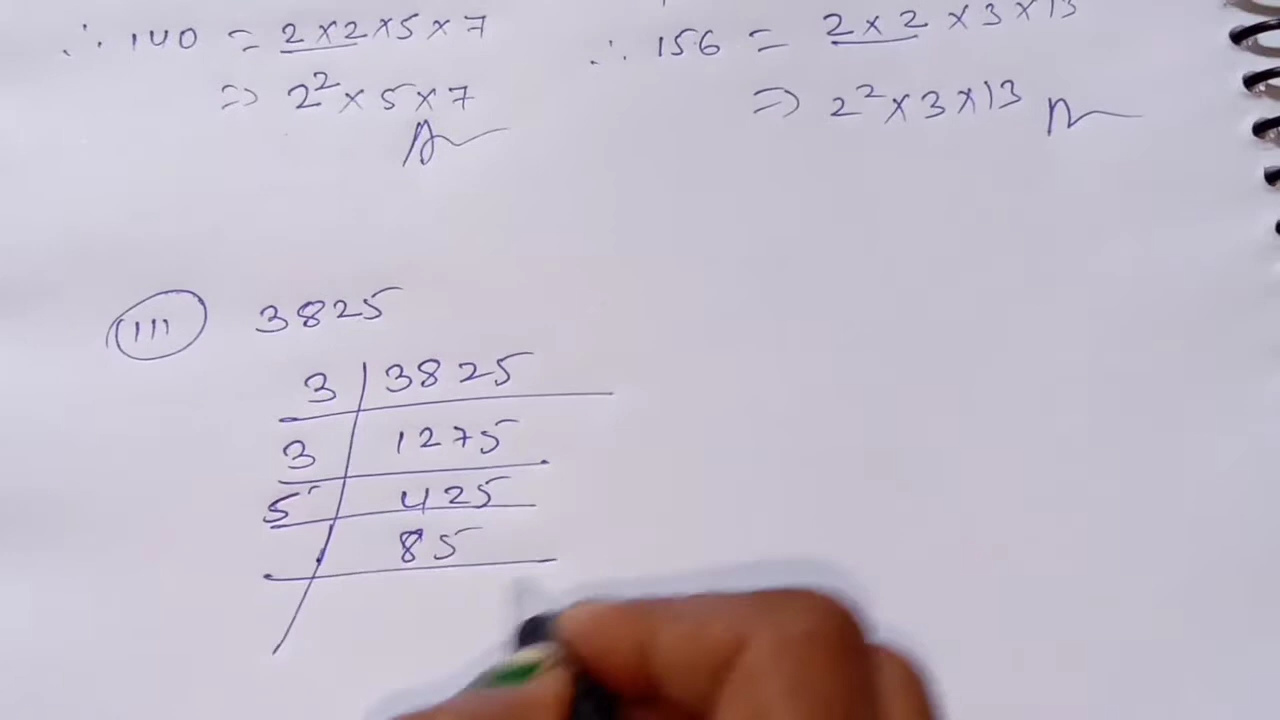 ∴ 140 = 2 × 2 × 5 × 7
⇒ 2² × 5 × 7
∴ 156 = 2 × 2 × 3 × 13
⇒ 2² × 3 × 13
(III) 3825
3 | 3825
3 | 1275
5 | 425
85